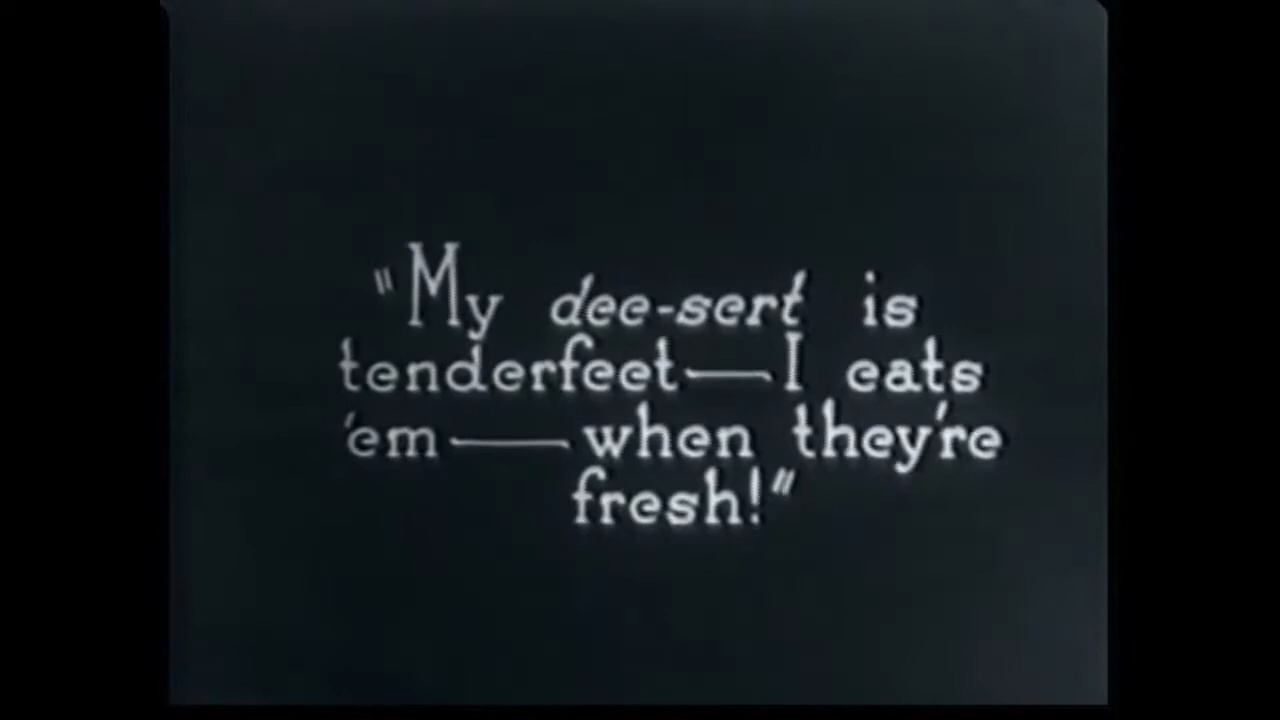 "My dee-sert is
tenderfeet—I eats
'em—when they're
fresh!"